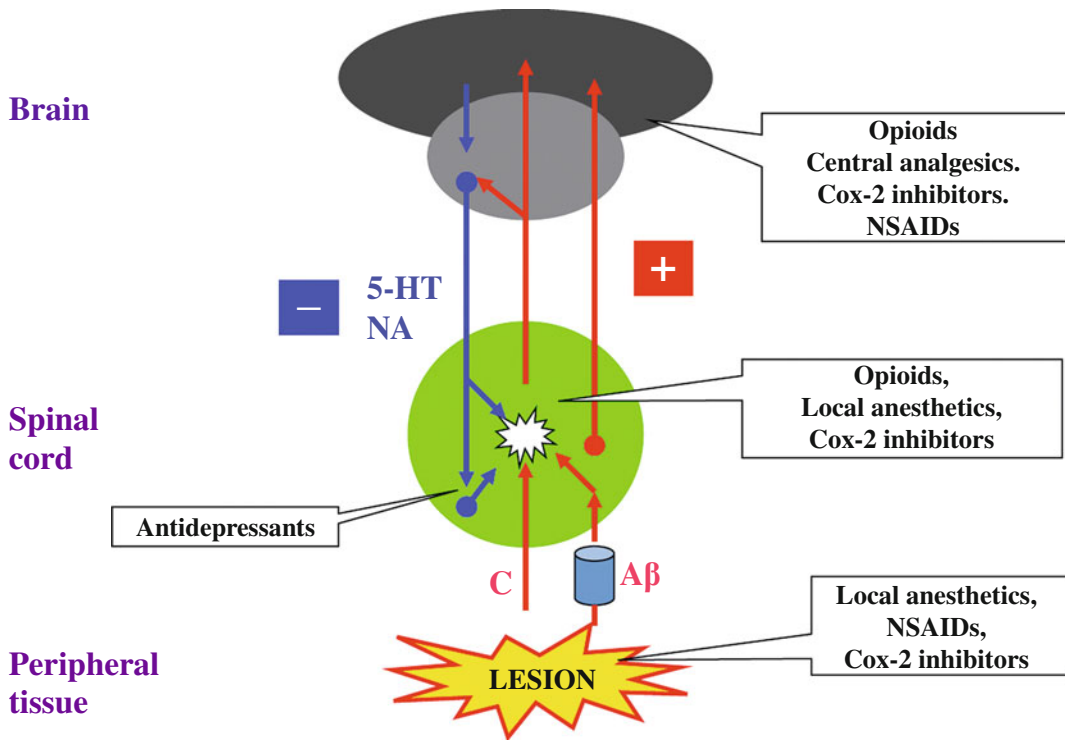 Brain
Opioids
Central analgesics.
Cox-2 inhibitors.
NSAIDs
–
5-HT
NA
+
Spinal
cord
Opioids,
Local anesthetics,
Cox-2 inhibitors
Antidepressants
C
Aβ
Peripheral
tissue
LESION
Local anesthetics,
NSAIDs,
Cox-2 inhibitors